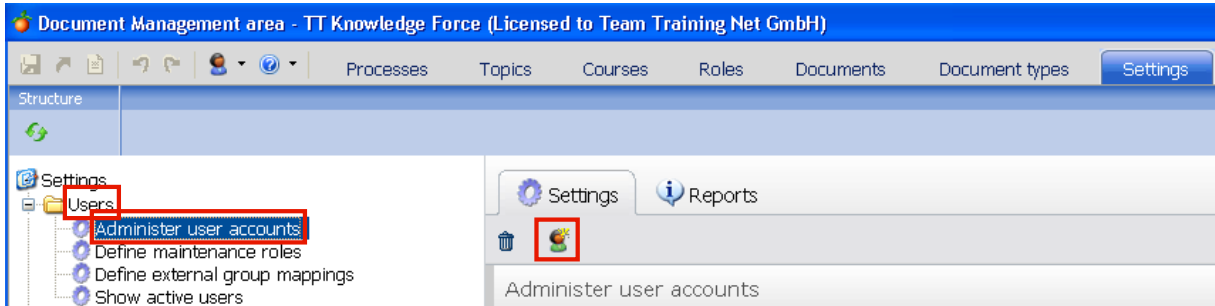 Document Management area - TT Knowledge Force (Licensed to Team Training Net GmbH)
Processes Topics Courses Roles Documents Document types Settings
Structure
Settings
Users
Administer user accounts
Define maintenance roles
Define external group mappings
Show active users
Settings Reports
Administer user accounts